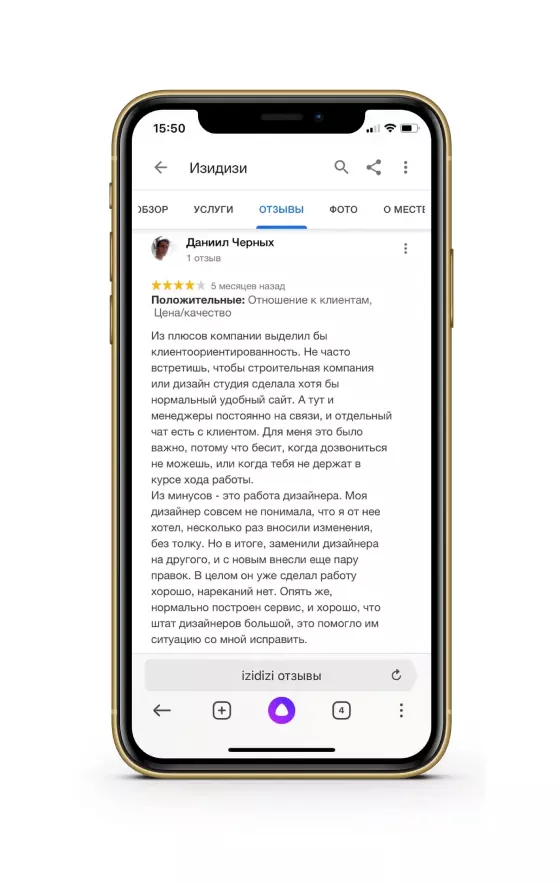 15:50
Изидизи
ОБЗОР УСЛУГИ ОТЗЫВЫ ФОТО О МЕСТЕ
Даниил Черных
1 отзыв
5 месяцев назад
Положительные: Отношение к клиентам,
Цена/качество
Из плюсов компании выделил бы
клиентоориентированность. Не часто
встретишь, чтобы строительная компания
или дизайн студия сделала хотя бы
нормальный удобный сайт. А тут и
менеджеры постоянно на связи, и отдельный
чат есть с клиентом. Для меня это было
важно, потому что бесит, когда дозвониться
не можешь, или когда тебя не держат в
курсе хода работы.
Из минусов - это работа дизайнера. Моя
дизайнер совсем не понимала, что я от нее
хотел, несколько раз вносили изменения,
без толку. Но в итоге, заменили дизайнера
на другого, и с новым внесли еще пару
правок. В целом он уже сделал работу
хорошо, нареканий нет. Опять же,
нормально построен сервис, и хорошо, что
штат дизайнеров большой, это помогло им
ситуацию со мной исправить.
izidizi отзывы
4